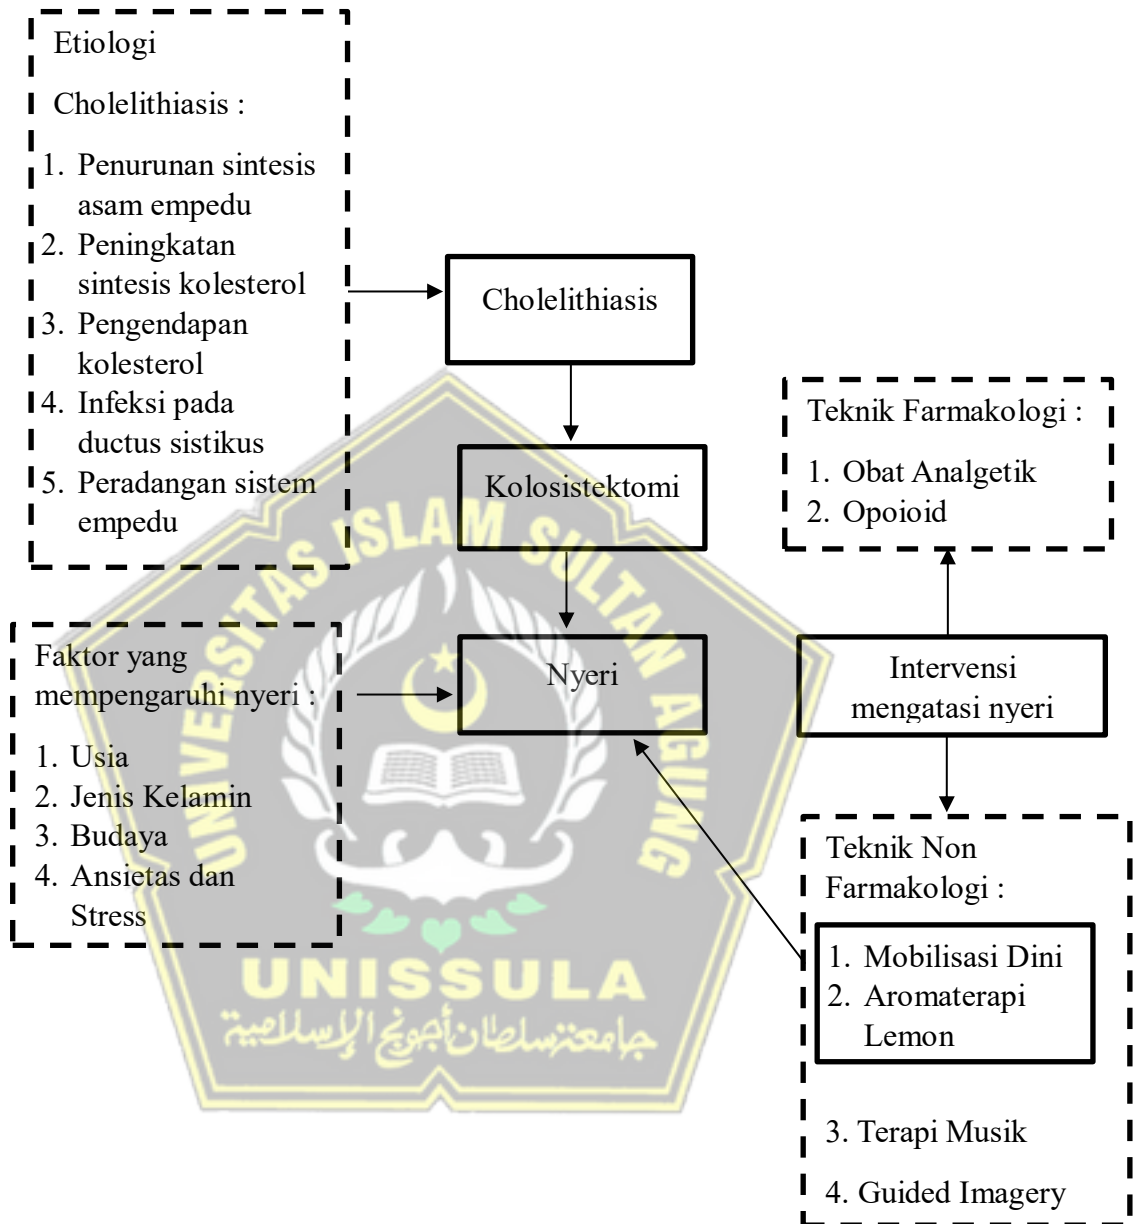 Etiologi
Cholelithiasis :
1. Penurunan sintesis
asam empedu
2. Peningkatan
sintesis kolesterol
3. Pengendapan
kolesterol
4. Infeksi pada
ductus sistikus
5. Peradangan sistem
empedu
Cholelithiasis
Kolosistektomi
Nyeri
Faktor yang
mempengaruhi nyeri :
1. Usia
2. Jenis Kelamin
3. Budaya
4. Ansietas dan
Stress
Teknik Farmakologi :
1. Obat Analgetik
2. Opoioid
Intervensi
mengatasi nyeri
Teknik Non
Farmakologi :
1. Mobilisasi Dini
2. Aromaterapi
Lemon
3. Terapi Musik
4. Guided Imagery
UNIVERSITAS ISLAM SULTAN AGUNG
UNISSULA
جامعة سلطان أجونج الإسلامية